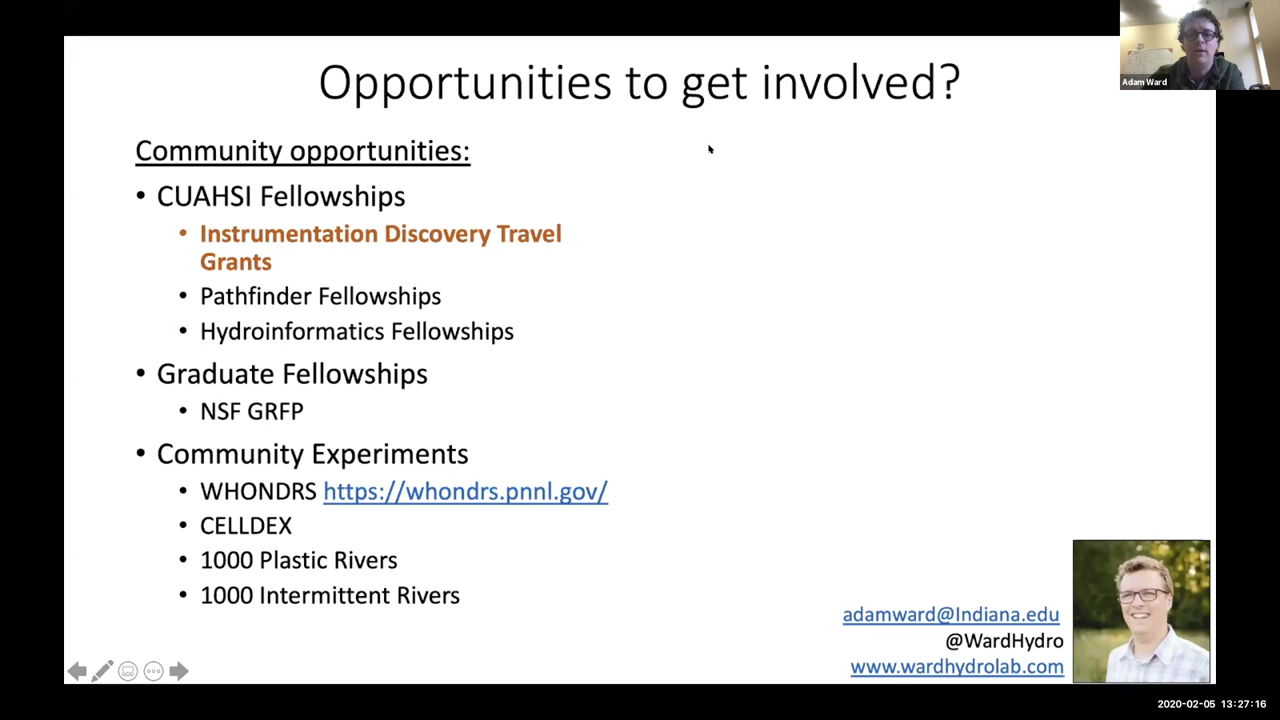 Opportunities to get involved?
Adam Ward
Community opportunities:
• CUAHSI Fellowships
• Instrumentation Discovery Travel
Grants
• Pathfinder Fellowships
• Hydroinformatics Fellowships
• Graduate Fellowships
• NSF GRFP
• Community Experiments
• WHONDRS https://whondrs.pnnl.gov/
• CELLDEX
• 1000 Plastic Rivers
• 1000 Intermittent Rivers
adamward@Indiana.edu
@WardHydro
www.wardhydrolab.com
2020-02-05 13:27:16